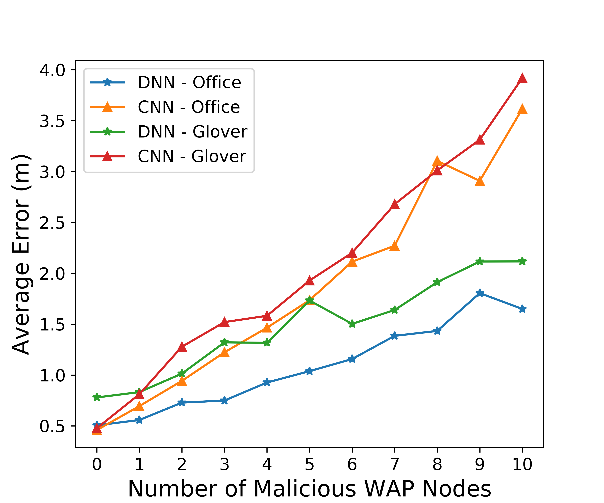 4.0
3.5
3.0
2.5
2.0
1.5
1.0
0.5
Average Error (m)
DNN - Office
CNN - Office
DNN - Glover
CNN - Glover
0 1 2 3 4 5 6 7 8 9 10
Number of Malicious WAP Nodes